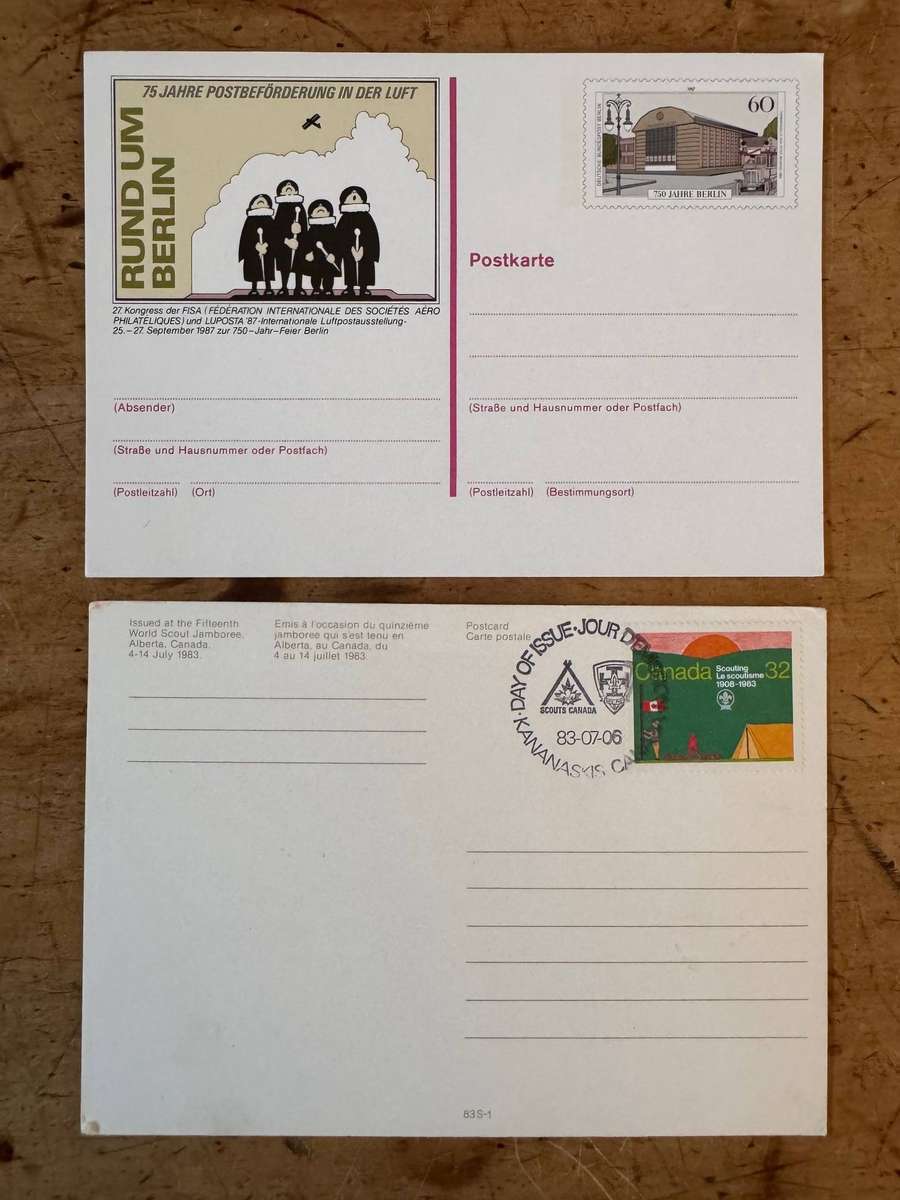 75 JAHRE POSTBEFÖRDERUNG IN DER LUFT
RUND UM
BERLIN
27. Kongress der FISA (FÉDÉRATION INTERNATIONALE DES SOCIÉTÉS AÉRO
PHILATÉLIQUES) und LUPOSTA '87-Internationale Luftpostausstellung-
25.–27. September 1987 zur 750–Jahr–Feier Berlin
(Absender)
(Straße und Hausnummer oder Postfach)
(Postleitzahl) (Ort)
60
DEUTSCHE BUNDESPOST BERLIN
750 JAHRE BERLIN
Postkarte
(Straße und Hausnummer oder Postfach)
(Postleitzahl) (Bestimmungsort)
Issued at the Fifteenth
World Scout Jamboree,
Alberta, Canada.
4-14 July 1983.
Emis à l'occasion du quinzième
jamboree qui s'est tenu en
Alberta, au Canada, du
4 au 14 juillet 1983.
Postcard
Carte postale
DAY OF ISSUE·JOUR
SCOUTS CANADA
83-07-06
KANANASKIS
Canada
Scouting
Le scoutisme
1908-1983
32
83 S-1